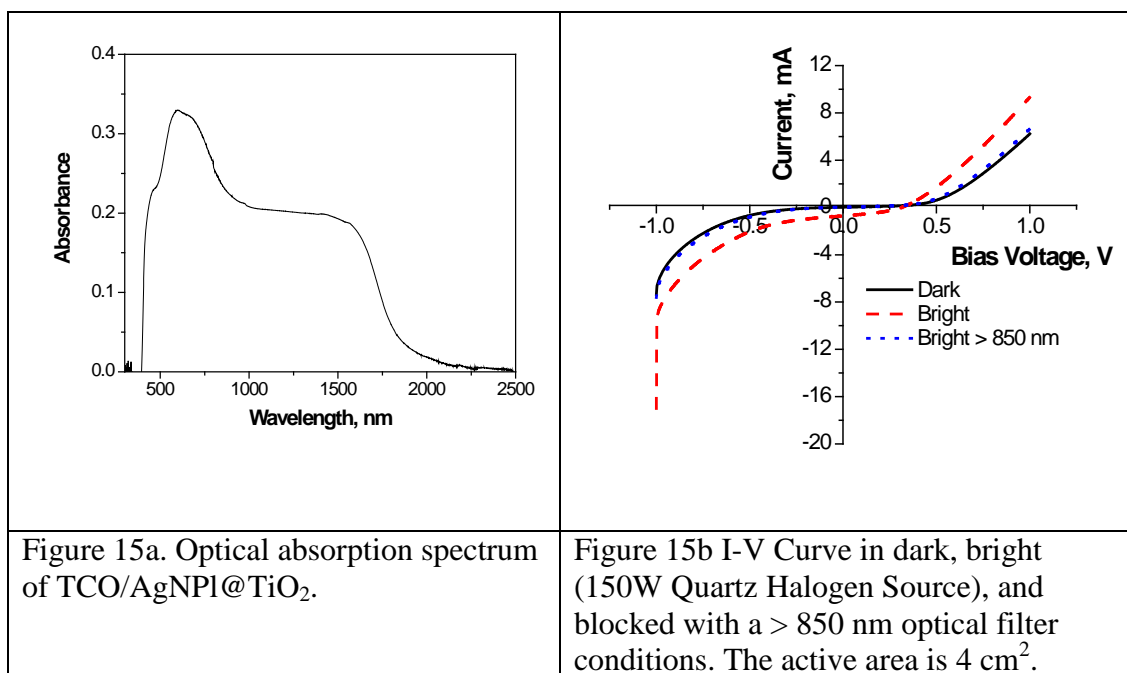 0.4
0.3
0.2
0.1
0.0
500
1000
1500
2000
2500
Absorbance
Wavelength, nm
12
8
4
0
-4
-8
-12
-16
-20
-1.0
-0.5
0.0
0.5
1.0
Current, mA
Bias Voltage, V
Dark
Bright
Bright > 850 nm
Figure 15a. Optical absorption spectrum
of TCO/AgNPl@TiO₂.
Figure 15b I-V Curve in dark, bright
(150W Quartz Halogen Source), and
blocked with a > 850 nm optical filter
conditions. The active area is 4 cm².